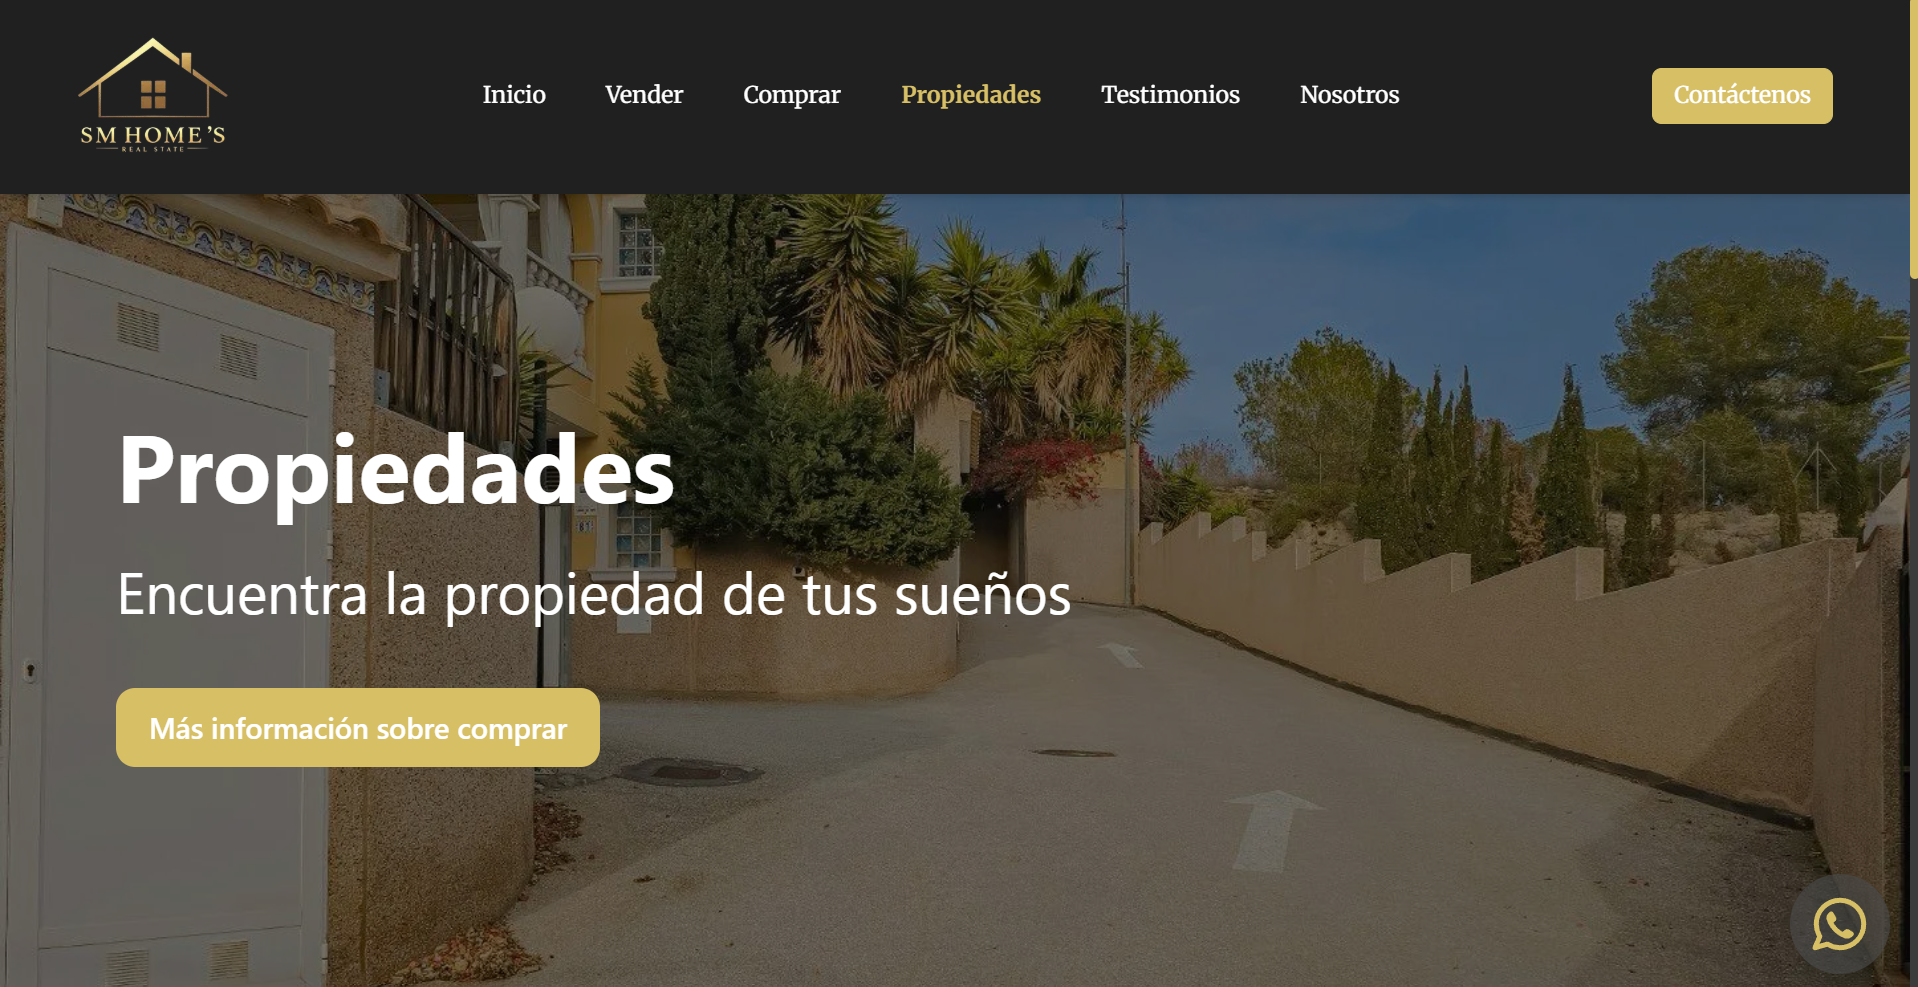 SM HOME'S
REAL STATE
Inicio Vender Comprar Propiedades Testimonios Nosotros Contáctenos
Propiedades
Encuentra la propiedad de tus sueños
Más información sobre comprar